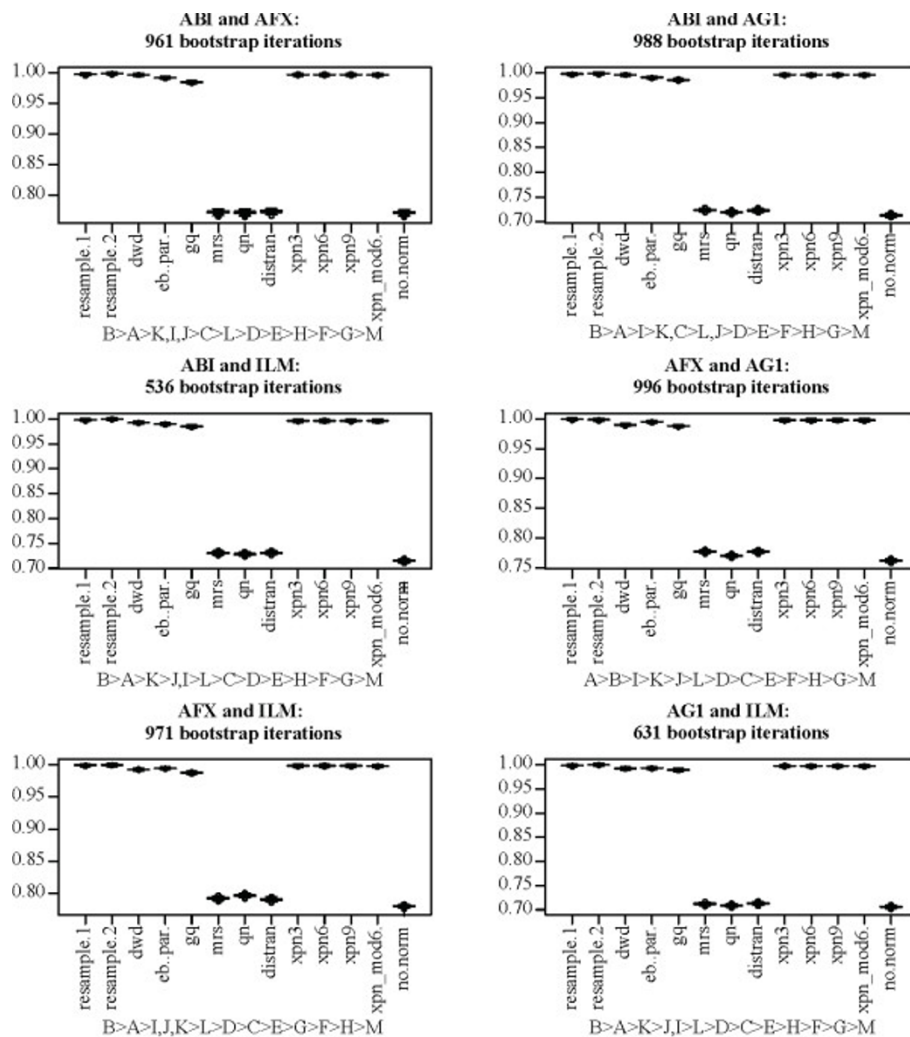 ABI and AFX:
961 bootstrap iterations
1.00
0.95
0.90
0.85
0.80
resample.1
resample.2
dwd
eb..par.
gq
mrs
qn
distran
xpn3
xpn6
xpn9
xpn_mod6.
no.norm
B>A>K,I,J>C>L>D>E>H>F>G>M
ABI and AG1:
988 bootstrap iterations
1.00
0.95
0.90
0.85
0.80
0.75
0.70
resample.1
resample.2
dwd
eb..par.
gq
mrs
qn
distran
xpn3
xpn6
xpn9
xpn_mod6.
no.norm
B>A>I>K,C>L,J>D>E>F>H>G>M
ABI and ILM:
536 bootstrap iterations
1.00
0.95
0.90
0.85
0.80
0.75
0.70
resample.1
resample.2
dwd
eb..par.
gq
mrs
qn
distran
xpn3
xpn6
xpn9
xpn_mod6.
no.norm
B>A>K>J,I>L>C>D>E>H>F>G>M
AFX and AG1:
996 bootstrap iterations
1.00
0.95
0.90
0.85
0.80
0.75
resample.1
resample.2
dwd
eb..par.
gq
mrs
qn
distran
xpn3
xpn6
xpn9
xpn_mod6.
no.norm
A>B>I>K>J>L>D>C>E>F>H>G>M
AFX and ILM:
971 bootstrap iterations
1.00
0.95
0.90
0.85
0.80
resample.1
resample.2
dwd
eb..par.
gq
mrs
qn
distran
xpn3
xpn6
xpn9
xpn_mod6.
no.norm
B>A>I,J,K>L>D>C>E>G>F>H>M
AG1 and ILM:
631 bootstrap iterations
1.00
0.95
0.90
0.85
0.80
0.75
0.70
resample.1
resample.2
dwd
eb..par.
gq
mrs
qn
distran
xpn3
xpn6
xpn9
xpn_mod6.
no.norm
B>A>K>J,I>L>D>C>E>H>F>G>M